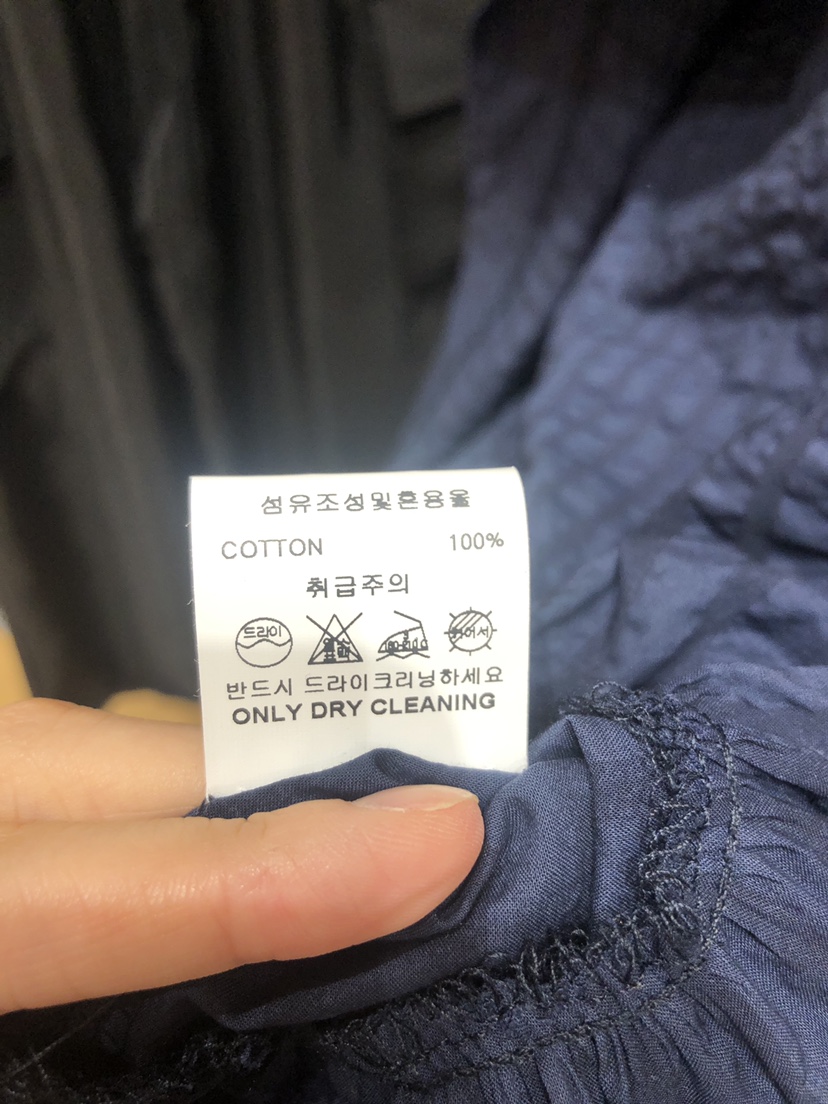 섬유조성및혼용율
COTTON 100%
취급주의
드라이
반드시 드라이크리닝하세요
ONLY DRY CLEANING